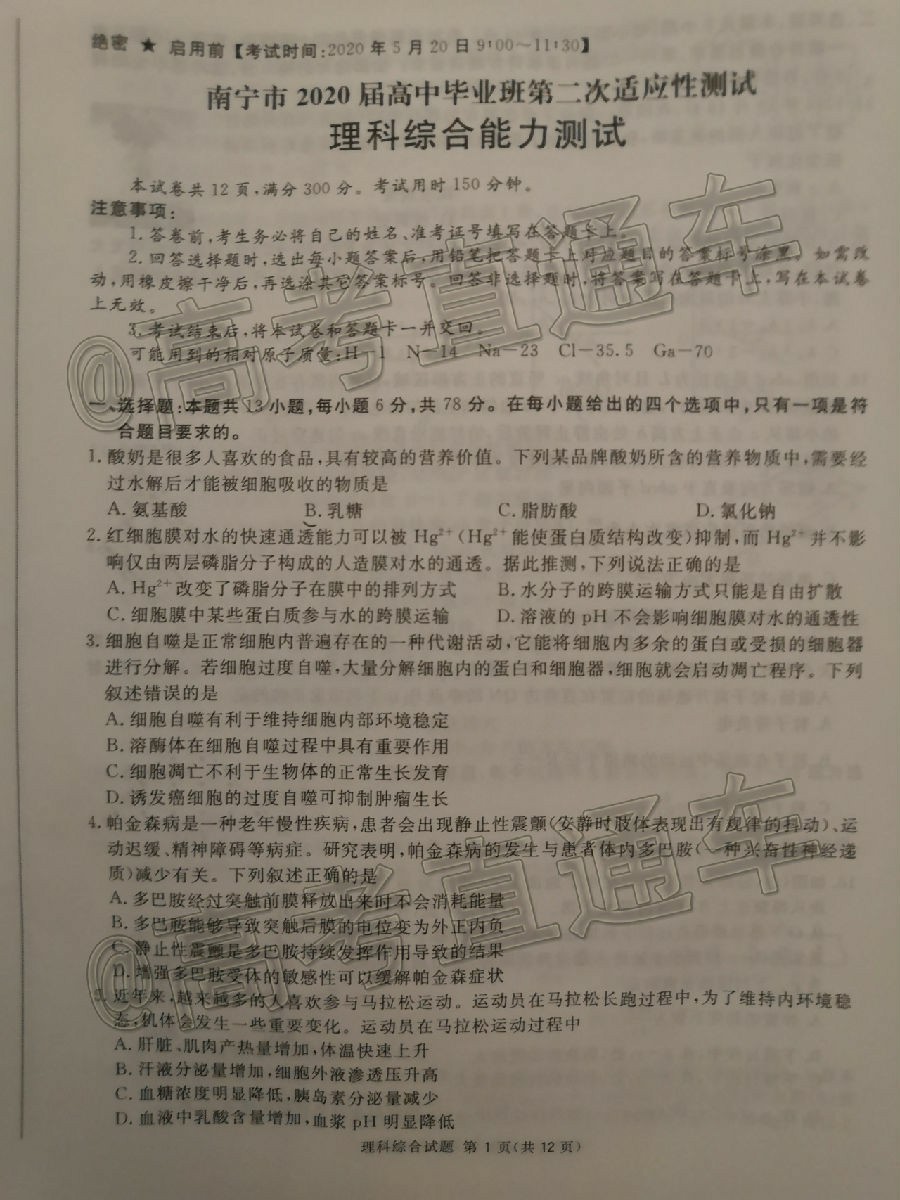 绝密 ★ 启用前【考试时间:2020年5月20日9:00~11:30】
南宁市2020届高中毕业班第二次适应性测试
理科综合能力测试
本试卷共12页,满分300分。考试用时150分钟。
注意事项:
1.答卷前,考生务必将自己的姓名、准考证号填写在答题卡上。
2.回答选择题时,选出每小题答案后,用铅笔把答题卡上对应题目的答案标号涂黑。如需改
动,用橡皮擦干净后,再选涂其它答案标号。回答非选择题时,将答案写在答题卡上,写在本试卷
上无效。
3.考试结束后,将本试卷和答题卡一并交回。
可能用到的相对原子质量:H-1 N-14 Na-23 Cl-35.5 Ga-70
一、选择题:本题共13小题,每小题6分,共78分。在每小题给出的四个选项中,只有一项是符
合题目要求的。
1.酸奶是很多人喜欢的食品,具有较高的营养价值。下列某品牌酸奶所含的营养物质中,需要经
过水解后才能被细胞吸收的物质是
A.氨基酸 B.乳糖 C.脂肪酸 D.氯化钠
2.红细胞膜对水的快速通透能力可以被Hg²⁺(Hg²⁺能使蛋白质结构改变)抑制,而Hg²⁺并不影
响仅由两层磷脂分子构成的人造膜对水的通透。据此推测,下列说法正确的是
A.Hg²⁺改变了磷脂分子在膜中的排列方式 B.水分子的跨膜运输方式只能是自由扩散
C.细胞膜中某些蛋白质参与水的跨膜运输 D.溶液的pH不会影响细胞膜对水的通透性
3.细胞自噬是正常细胞内普遍存在的一种代谢活动,它能将细胞内多余的蛋白或受损的细胞器
进行分解。若细胞过度自噬,大量分解细胞内的蛋白和细胞器,细胞就会启动凋亡程序。下列
叙述错误的是
A.细胞自噬有利于维持细胞内部环境稳定
B.溶酶体在细胞自噬过程中具有重要作用
C.细胞凋亡不利于生物体的正常生长发育
D.诱发癌细胞的过度自噬可抑制肿瘤生长
4.帕金森病是一种老年慢性疾病,患者会出现静止性震颤(安静时肢体表现出有规律的抖动)、运
动迟缓、精神障碍等病症。研究表明,帕金森病的发生与患者体内多巴胺(一种兴奋性神经递
质)减少有关。下列叙述正确的是
A.多巴胺经过突触前膜释放出来时不会消耗能量
B.多巴胺能够导致突触后膜的电位变为外正内负
C.静止性震颤是多巴胺持续发挥作用导致的结果
D.增强多巴胺受体的敏感性可以缓解帕金森症状
5.近年来,越来越多的人喜欢参与马拉松运动。运动员在马拉松长跑过程中,为了维持内环境稳
态,机体会发生一些重要变化。运动员在马拉松运动过程中
A.肝脏、肌肉产热量增加,体温快速上升
B.汗液分泌量增加,细胞外液渗透压升高
C.血糖浓度明显降低,胰岛素分泌量减少
D.血液中乳酸含量增加,血浆pH明显降低
理科综合试题 第1页(共12页)
@高考直通车
@高考直通车